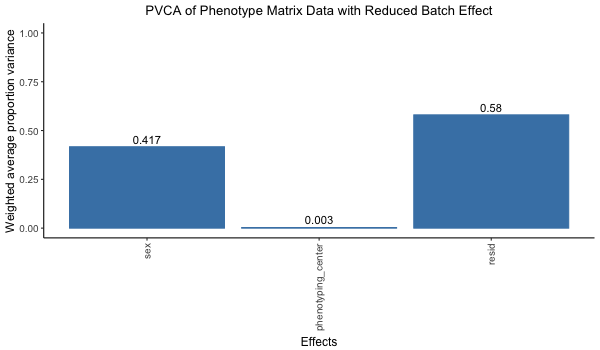 PVCA of Phenotype Matrix Data with Reduced Batch Effect
Weighted average proportion variance
1.00
0.75
0.50
0.25
0.00
0.417
0.003
0.58
sex
phenotyping_center
resid
Effects